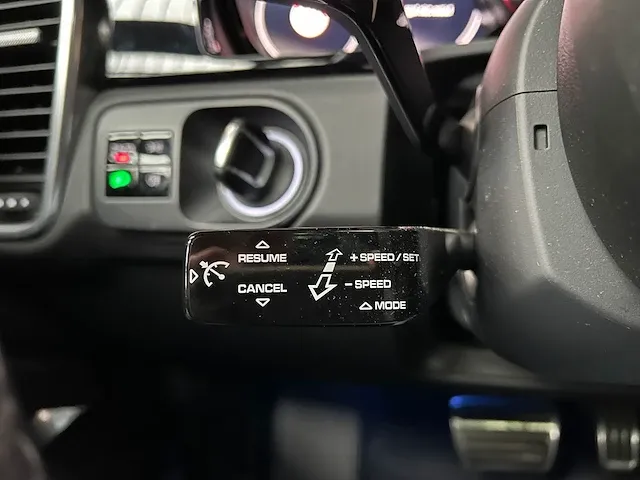 RESUME
+ SPEED / SET
CANCEL
- SPEED
MODE